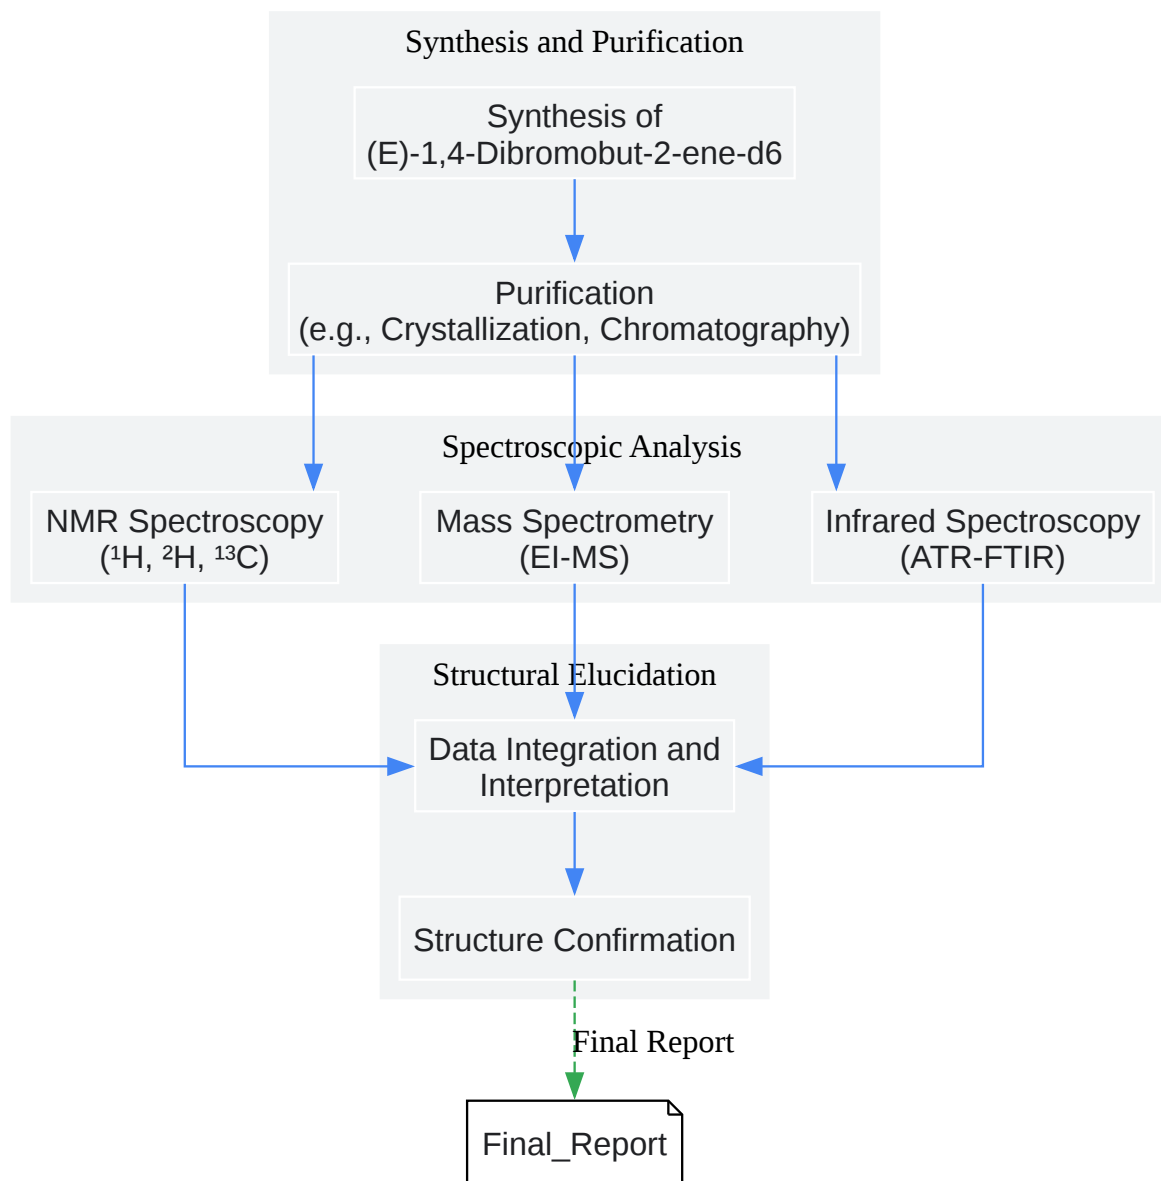 Synthesis and Purification
Synthesis of
(E)-1,4-Dibromobut-2-ene-d6
Purification
(e.g., Crystallization, Chromatography)
Spectroscopic Analysis
NMR Spectroscopy
(¹H, ²H, ¹³C)
Mass Spectrometry
(EI-MS)
Infrared Spectroscopy
(ATR-FTIR)
Structural Elucidation
Data Integration and
Interpretation
Structure Confirmation
Final Report
Final_Report